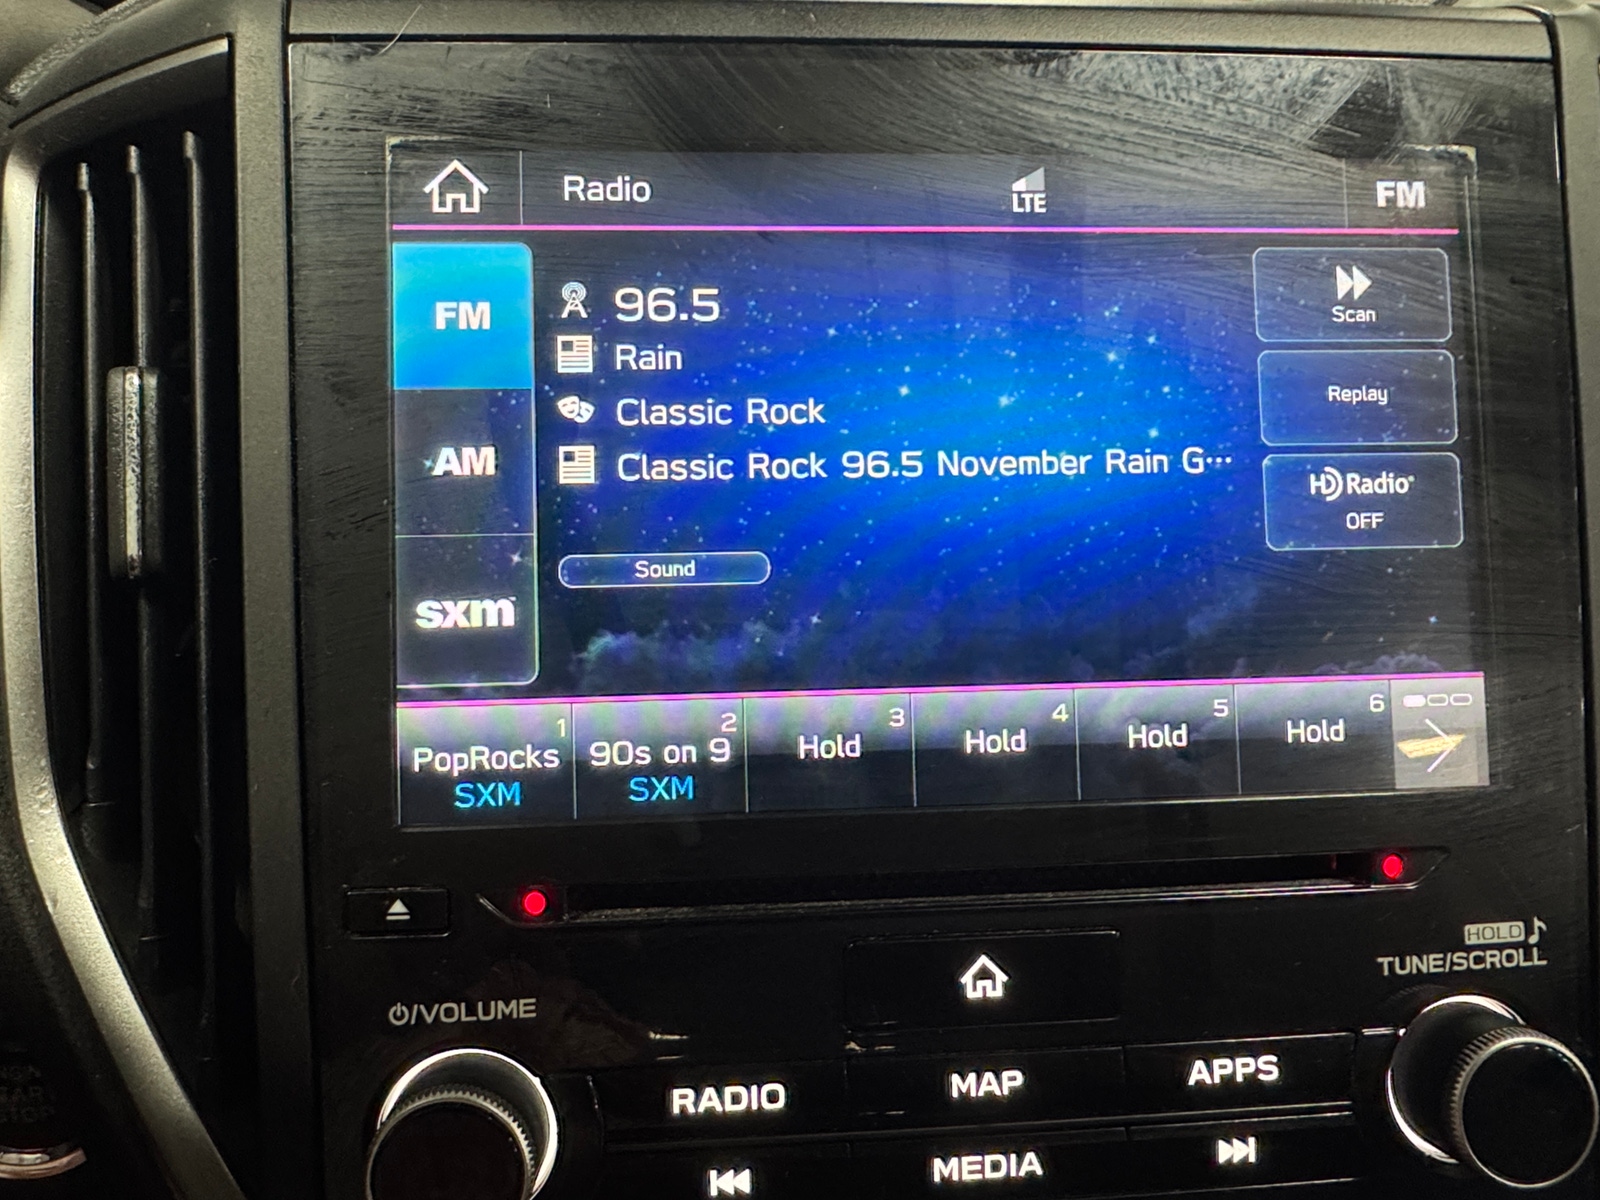 Radio
LTE
FM
FM
96.5
Rain
Classic Rock
Classic Rock 96.5 November Rain G···
Scan
Replay
HD Radio
OFF
AM
sxm
Sound
1
PopRocks
SXM
2
90s on 9
SXM
3
Hold
4
Hold
5
Hold
6
Hold
HOLD
TUNE/SCROLL
/VOLUME
RADIO
MAP
APPS
MEDIA